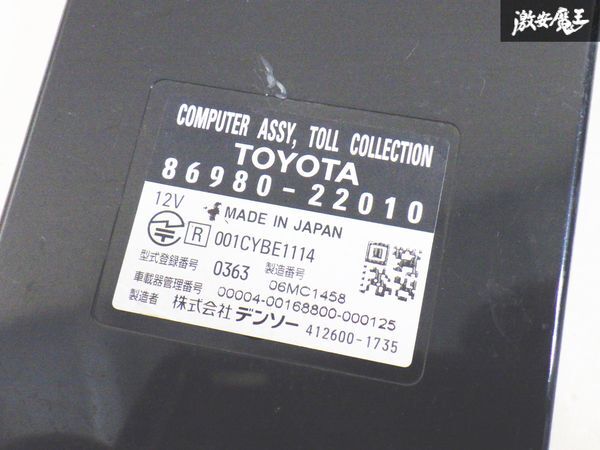 激安魔王
COMPUTER ASSY, TOLL COLLECTION
TOYOTA
86980-22010
12V MADE IN JAPAN
R 001CYBE1114
型式登録番号 0363 製造番号 06MC1458
車載器管理番号 00004-00168800-000125
製造者 株式会社 デンソー 412600-1735